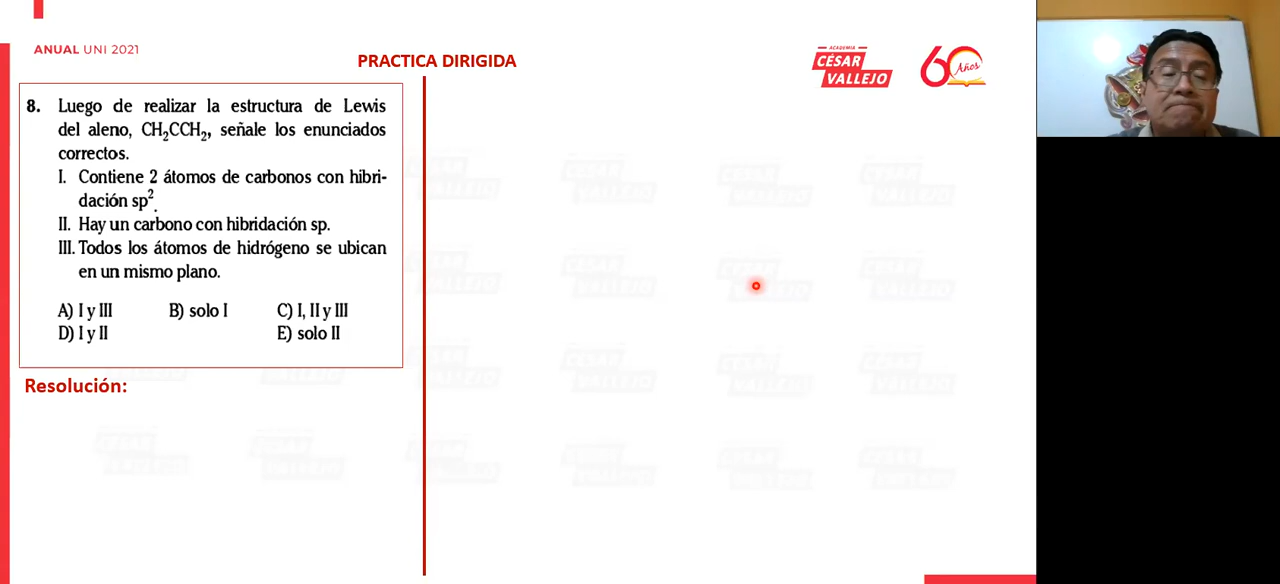 ANUAL UNI 2021
PRACTICA DIRIGIDA
ACADEMIA
CÉSAR
VALLEJO
60 Años
8. Luego de realizar la estructura de Lewis
del aleno, CH₂CCH₂, señale los enunciados
correctos.
I. Contiene 2 átomos de carbonos con hibri-
dación sp².
II. Hay un carbono con hibridación sp.
III. Todos los átomos de hidrógeno se ubican
en un mismo plano.
A) I y III B) solo I C) I, II y III
D) I y II E) solo II
Resolución: